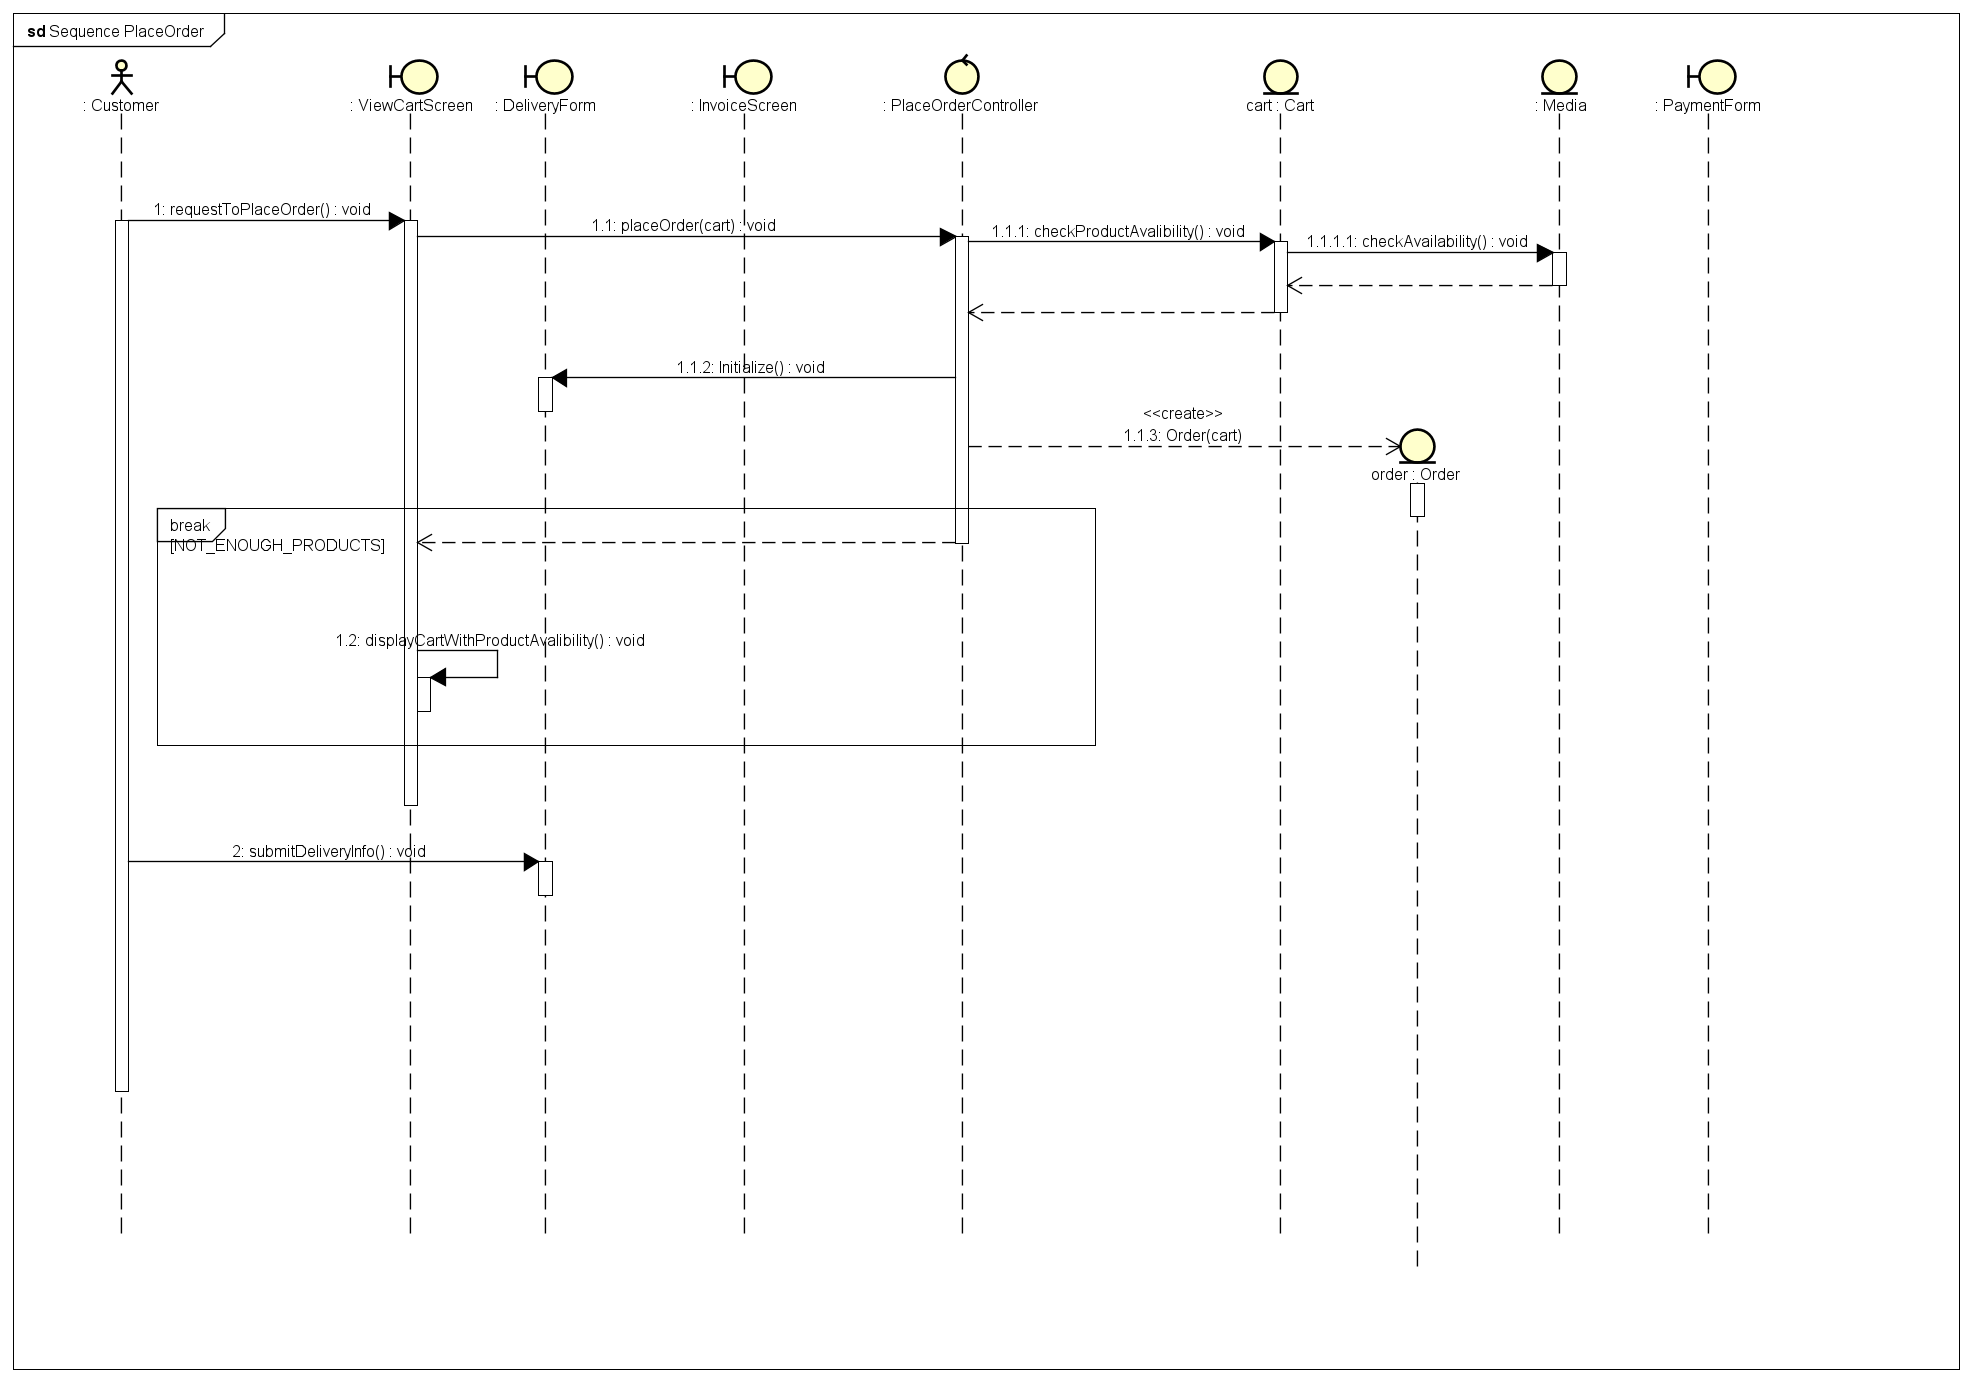 sd Sequence PlaceOrder
: Customer
: ViewCartScreen
: DeliveryForm
: InvoiceScreen
: PlaceOrderController
cart : Cart
: Media
: PaymentForm
1: requestToPlaceOrder() : void
1.1: placeOrder(cart) : void
1.1.1: checkProductAvalibility() : void
1.1.1.1: checkAvailability() : void
1.1.2: Initialize() : void
<<create>>
1.1.3: Order(cart)
order : Order
break
[NOT_ENOUGH_PRODUCTS]
1.2: displayCartWithProductAvalibility() : void
2: submitDeliveryInfo() : void